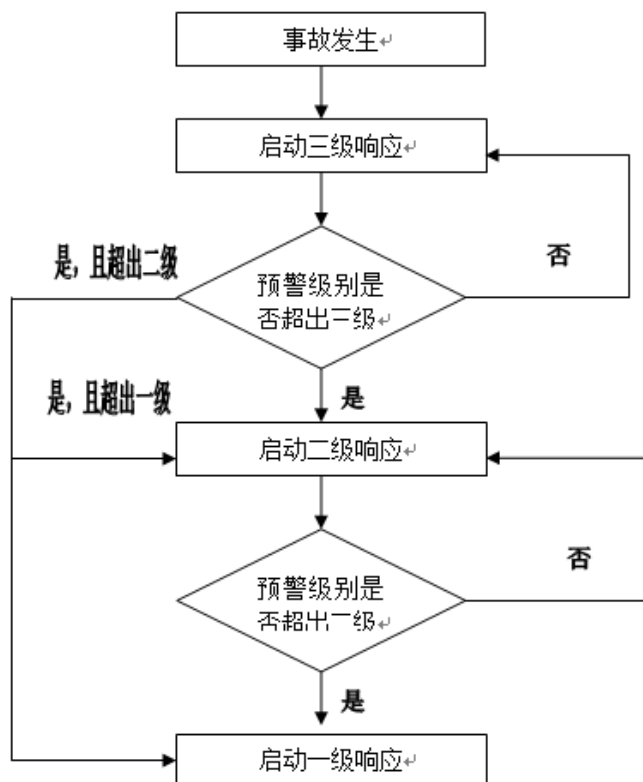 事故发生
启动三级响应
是，且超出二级
否
预警级别是
否超出三级
是，且超出一级
是
启动二级响应
否
预警级别是
否超出二级
是
启动一级响应